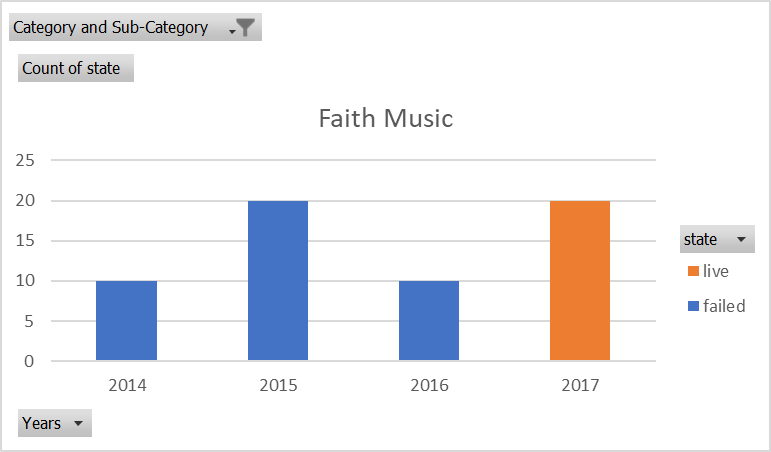 Category and Sub-Category
Count of state
Faith Music
25
20
15
10
5
0
2014 2015 2016 2017
state
live
failed
Years